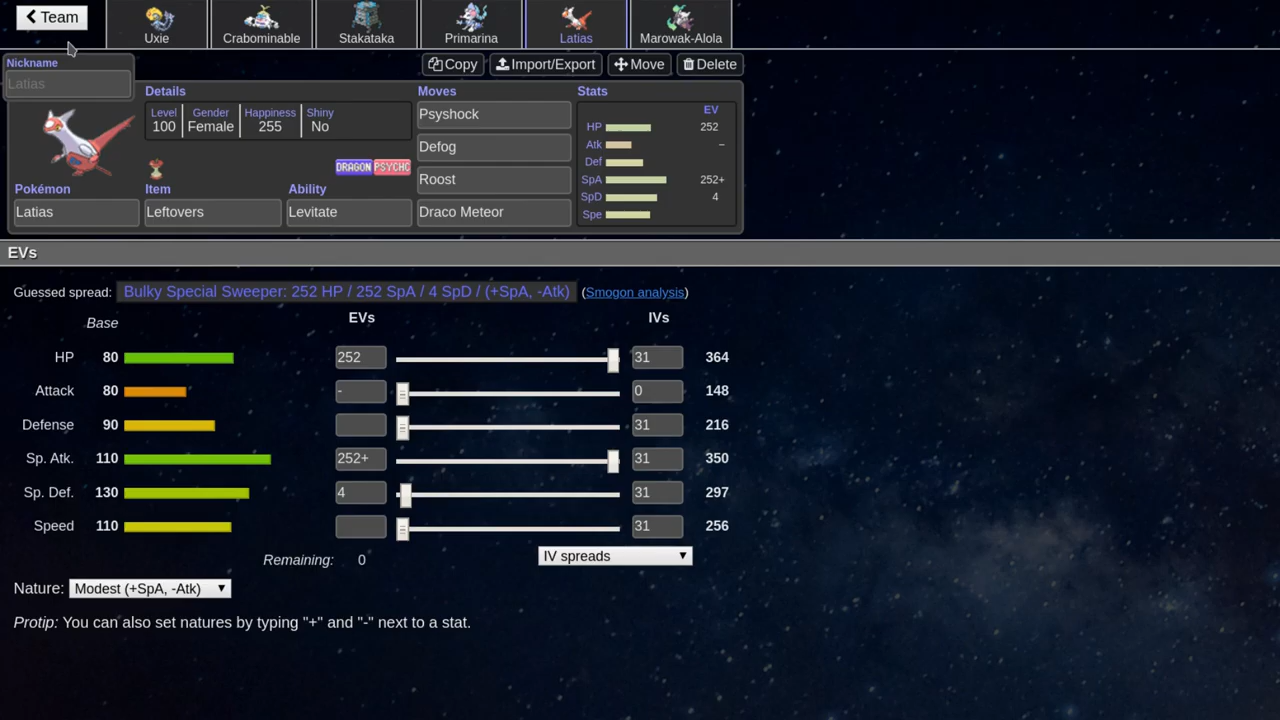 Team
Uxie
Crabominable
Stakataka
Primarina
Latias
Marowak-Alola
Nickname
Latias
Copy
Import/Export
Move
Delete
Details
Level
100
Gender
Female
Happiness
255
Shiny
No
DRAGON PSYCHC
Pokémon
Latias
Item
Leftovers
Ability
Levitate
Moves
Psyshock
Defog
Roost
Draco Meteor
Stats
EV
HP 252
Atk –
Def
SpA 252+
SpD 4
Spe
EVs
Guessed spread: Bulky Special Sweeper: 252 HP / 252 SpA / 4 SpD / (+SpA, -Atk) (Smogon analysis)
Base EVs IVs
HP 80 252 31 364
Attack 80 - 0 148
Defense 90 31 216
Sp. Atk. 110 252+ 31 350
Sp. Def. 130 4 31 297
Speed 110 31 256
Remaining: 0 IV spreads
Nature: Modest (+SpA, -Atk)
Protip: You can also set natures by typing "+" and "-" next to a stat.